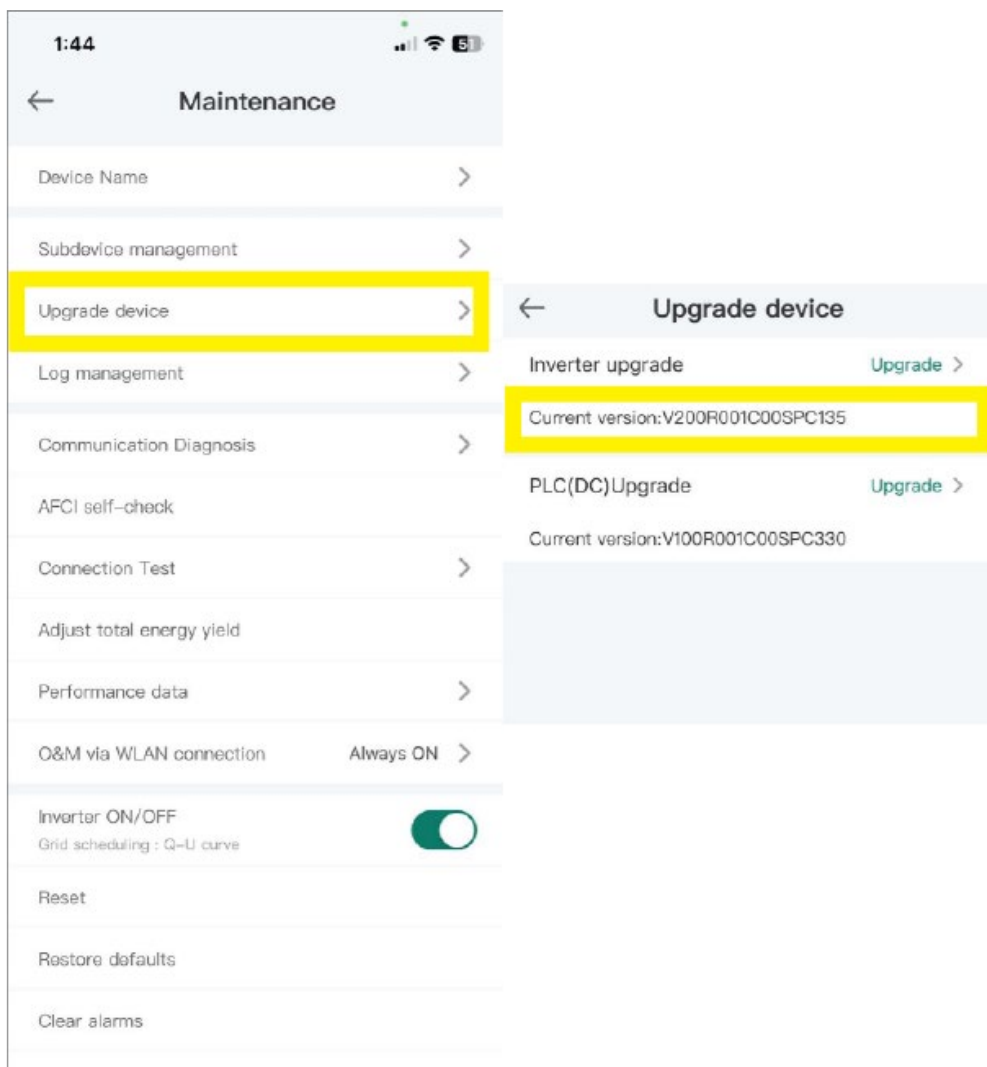 1:44
51
Maintenance
Device Name
Subdevice management
Upgrade device
Log management
Communication Diagnosis
AFCI self-check
Connection Test
Adjust total energy yield
Performance data
O&M via WLAN connection Always ON
Inverter ON/OFF
Grid scheduling : Q-U curve
Reset
Restore defaults
Clear alarms
Upgrade device
Inverter upgrade Upgrade
Current version:V200R001C00SPC135
PLC(DC)Upgrade Upgrade
Current version:V100R001C00SPC330